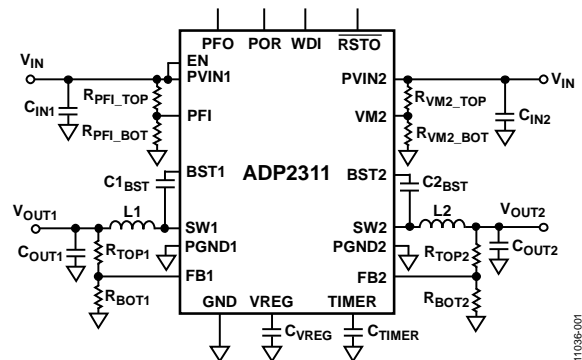 PFO POR WDI RSTO
VIN EN PVIN1 PVIN2 VIN
CIN1 RPFI_TOP RVM2_TOP CIN2
PFI VM2
RPFI_BOT RVM2_BOT
BST1 ADP2311 BST2
C1BST C2BST
VOUT1 L1 SW1 SW2 L2 VOUT2
COUT1 RTOP1 PGND1 PGND2 RTOP2 COUT2
FB1 FB2
RBOT1 RBOT2
GND VREG TIMER
CVREG CTIMER
11036-001